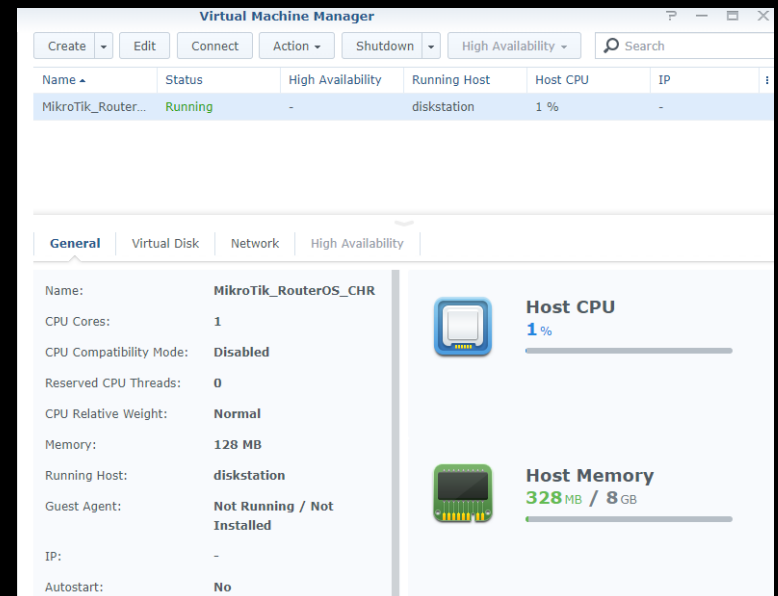 Virtual Machine Manager
Create Edit Connect Action Shutdown High Availability Search
Name Status High Availability Running Host Host CPU IP
MikroTik_Router... Running - diskstation 1 % -
General Virtual Disk Network High Availability
Name: MikroTik_RouterOS_CHR
CPU Cores: 1
CPU Compatibility Mode: Disabled
Reserved CPU Threads: 0
CPU Relative Weight: Normal
Memory: 128 MB
Running Host: diskstation
Guest Agent: Not Running / Not
Installed
IP: -
Autostart: No
Host CPU
1 %
Host Memory
328 MB / 8 GB